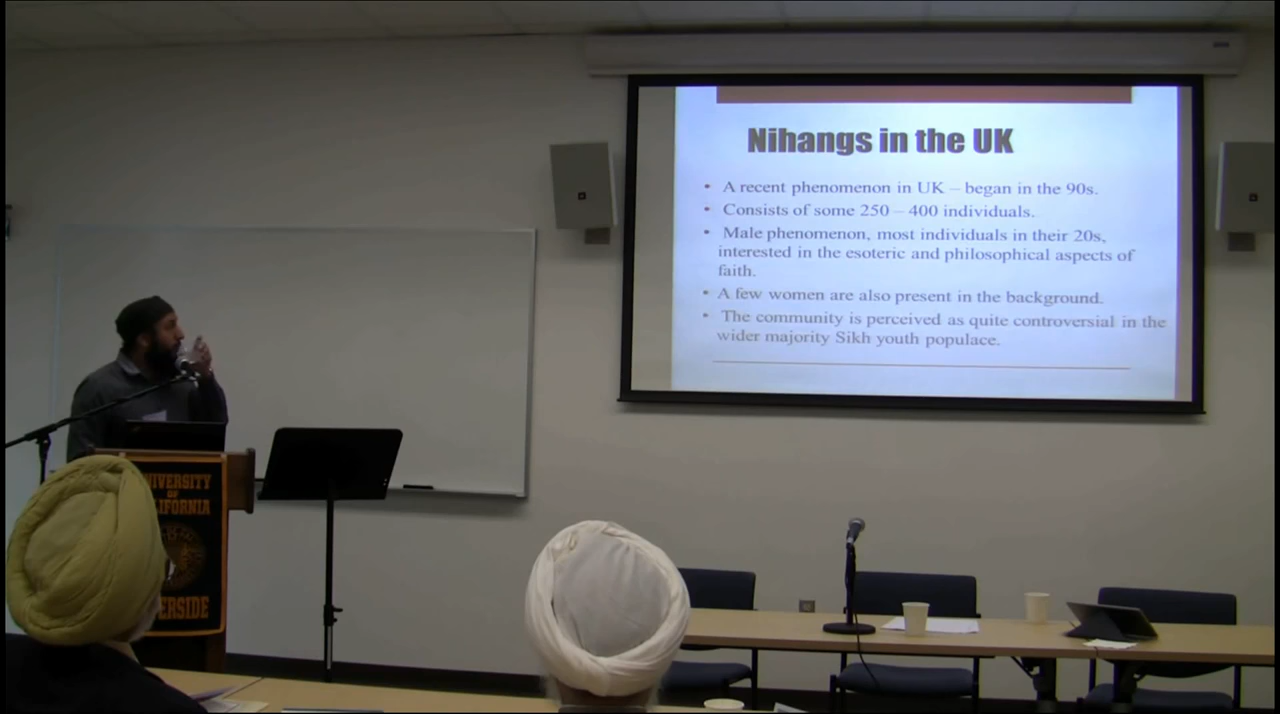 Nihangs in the UK
• A recent phenomenon in UK – began in the 90s.
• Consists of some 250 – 400 individuals.
• Male phenomenon, most individuals in their 20s,
interested in the esoteric and philosophical aspects of
faith.
• A few women are also present in the background.
• The community is perceived as quite controversial in the
wider majority Sikh youth populace.
NIVERSITY
OF
LIFORNIA
ERSIDE